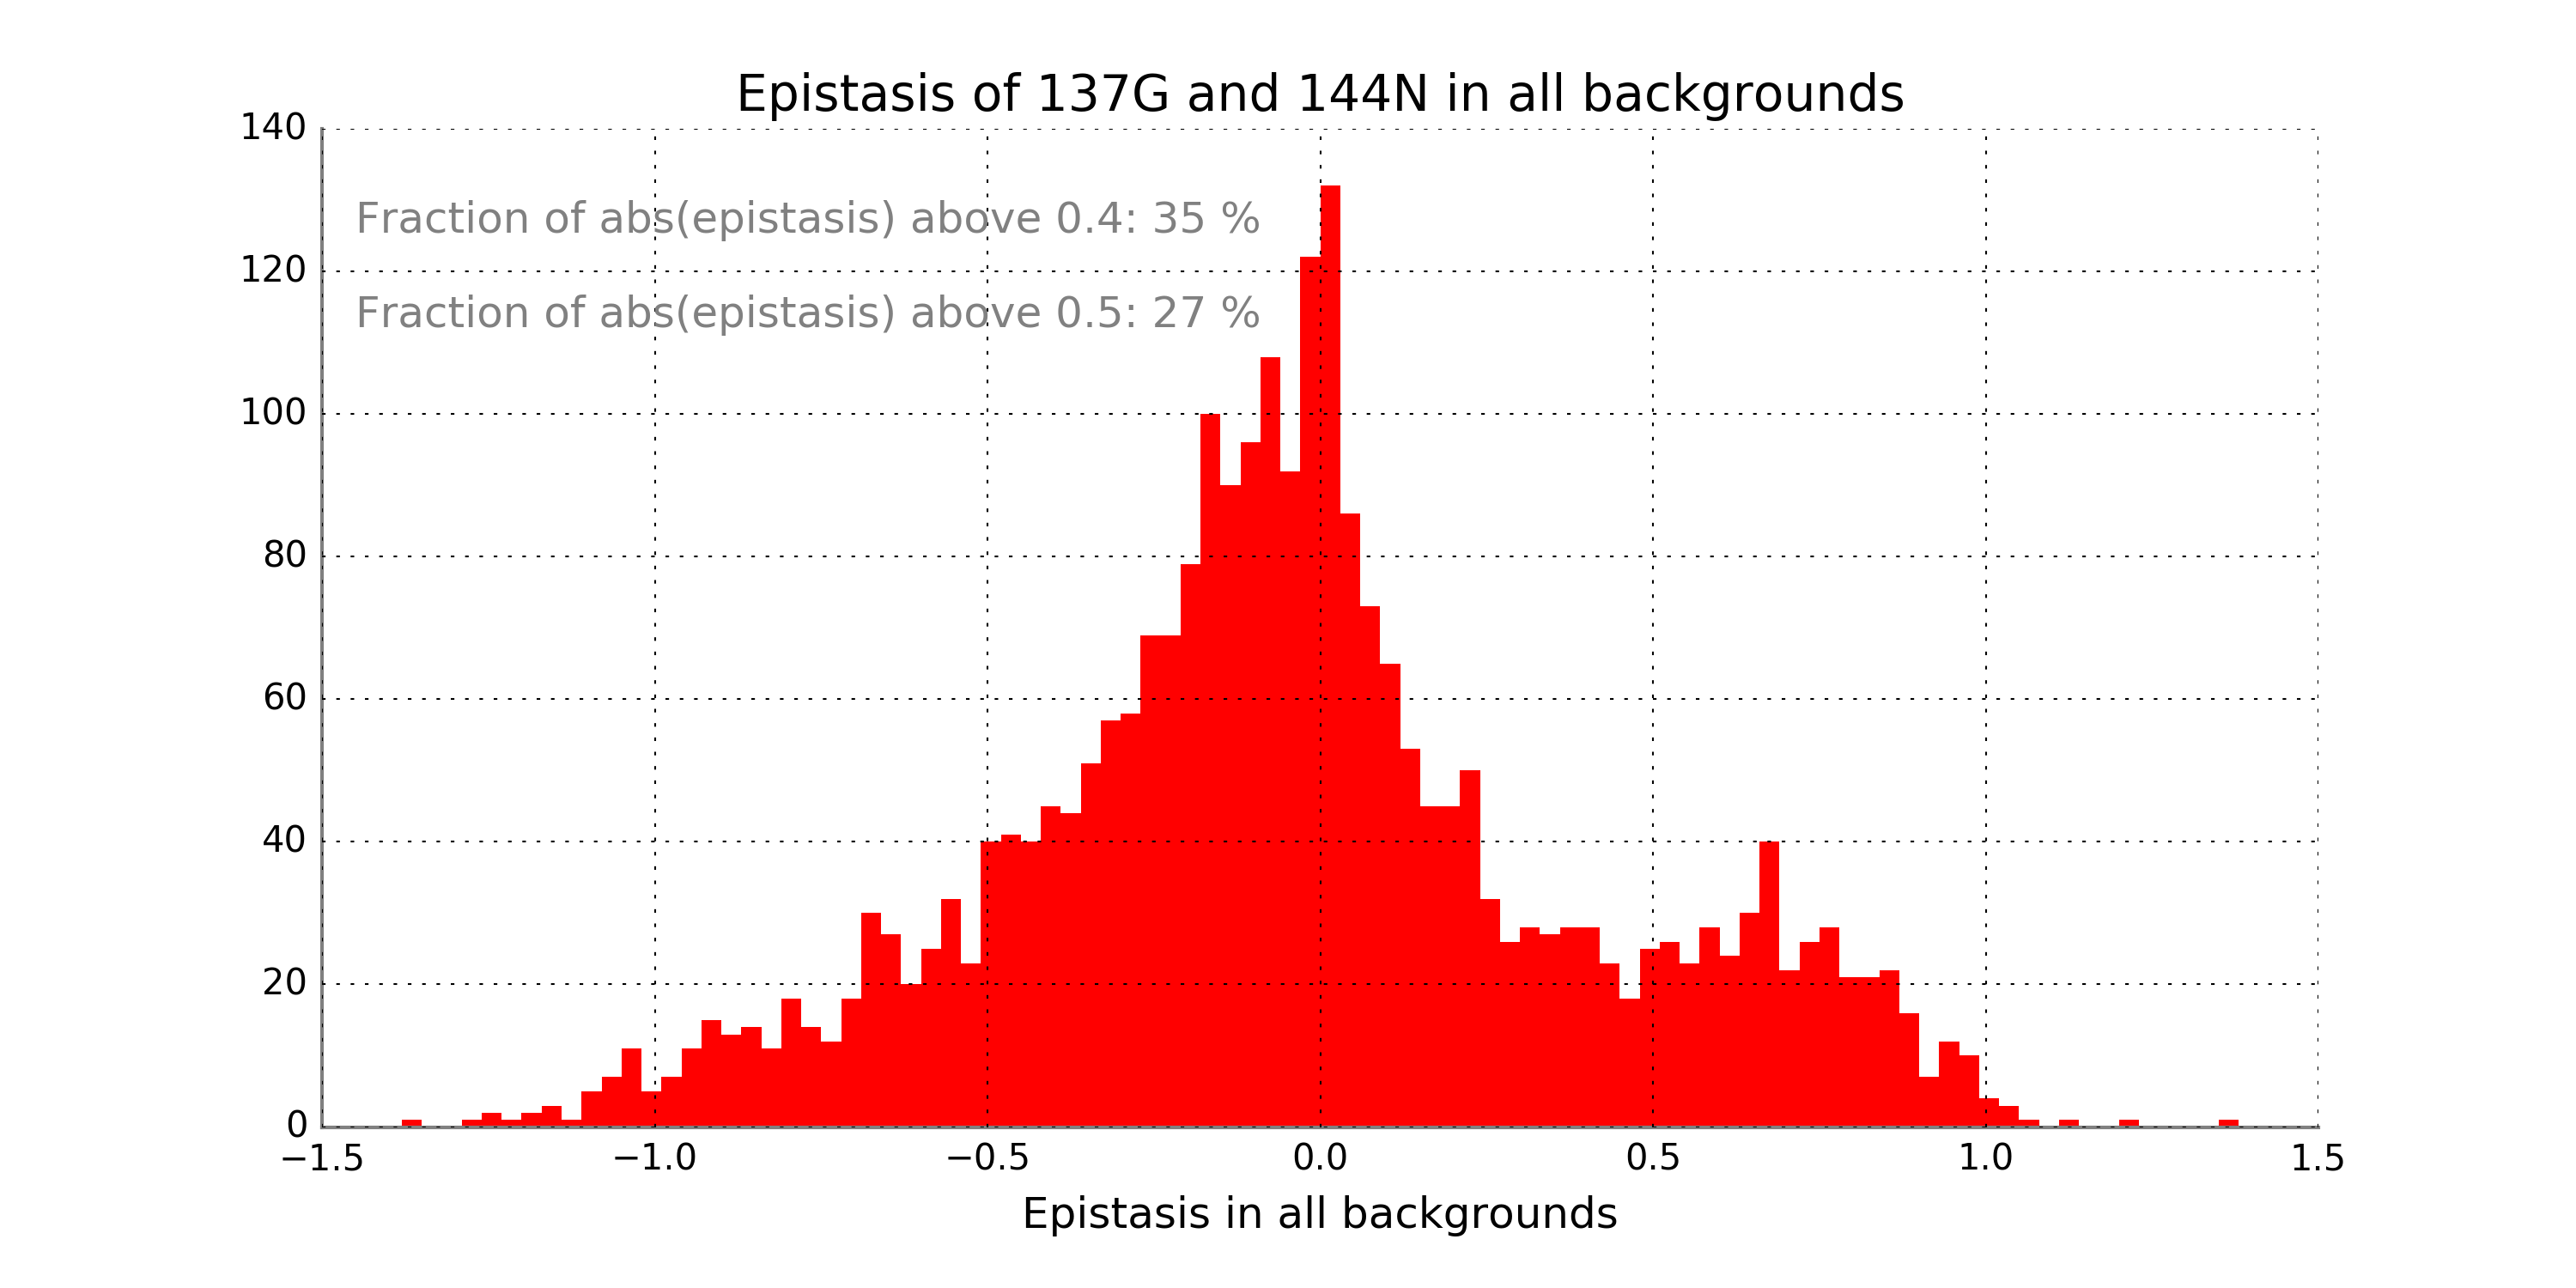 Epistasis of 137G and 144N in all backgrounds
140
Fraction of abs(epistasis) above 0.4: 35 %
120
Fraction of abs(epistasis) above 0.5: 27 %
100
80
60
40
20
0
−1.5 −1.0 −0.5 0.0 0.5 1.0 1.5
Epistasis in all backgrounds